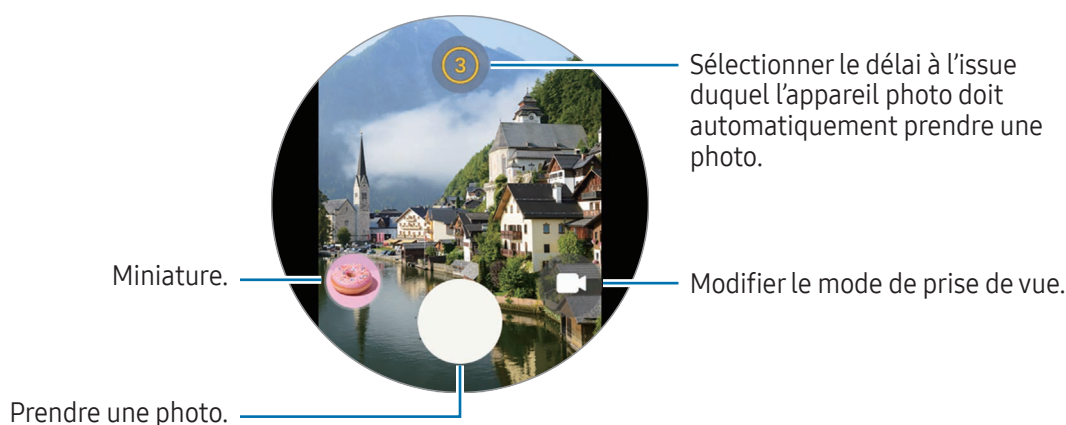 3
Sélectionner le délai à l'issue
duquel l'appareil photo doit
automatiquement prendre une
photo.
Miniature.
Modifier le mode de prise de vue.
Prendre une photo.